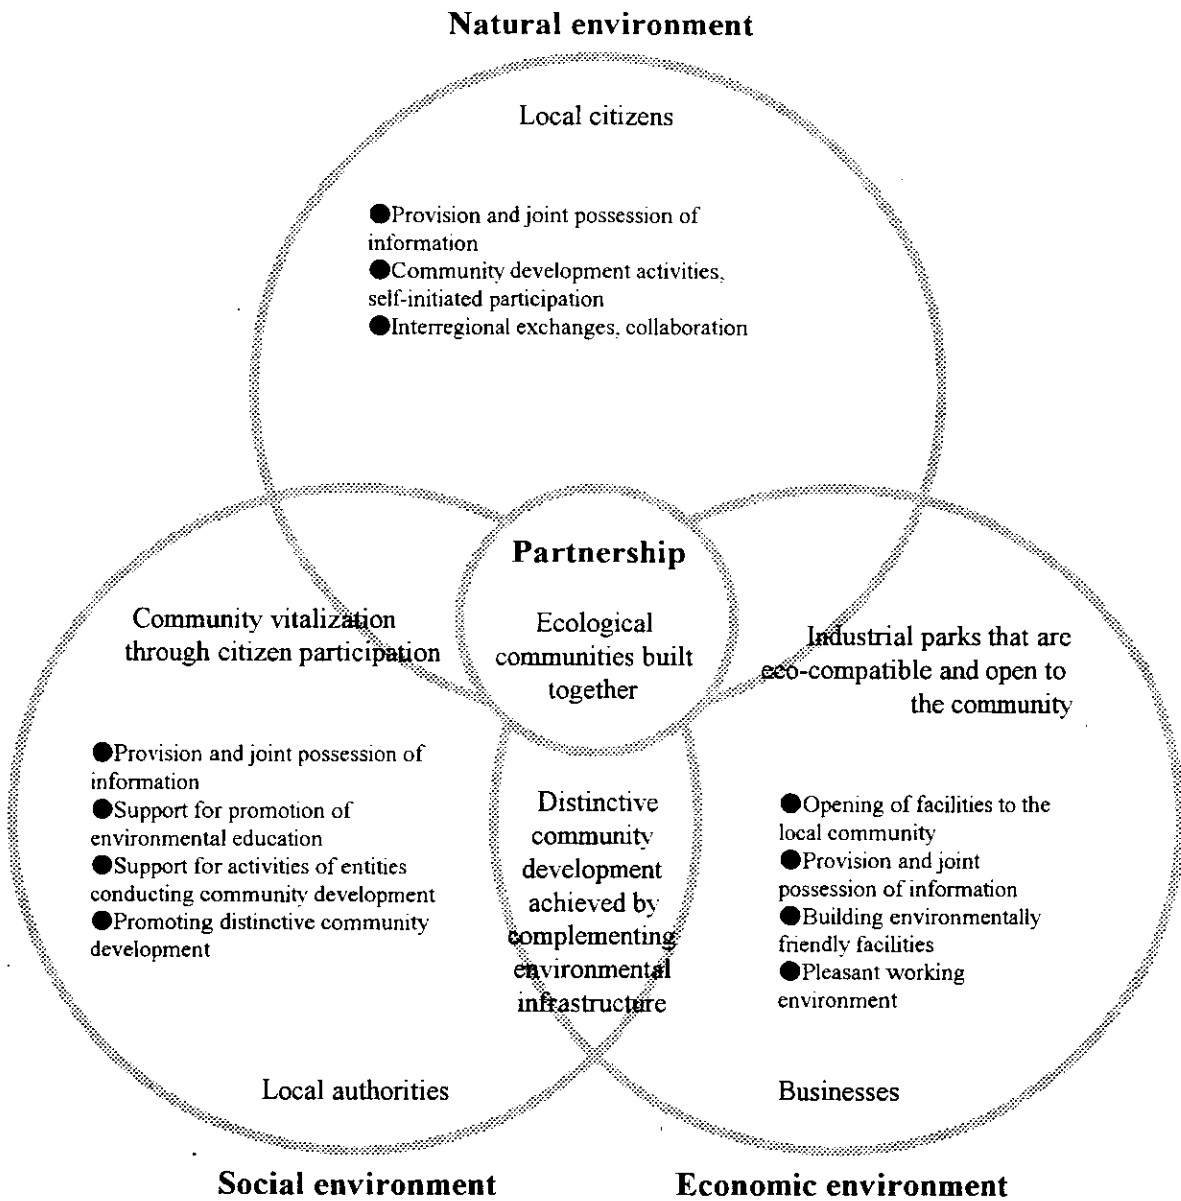 Natural environment
Local citizens
●Provision and joint possession of
information
●Community development activities,
self-initiated participation
●Interregional exchanges, collaboration
Partnership
Ecological
communities built
together
Community vitalization
through citizen participation
Industrial parks that are
eco-compatible and open to
the community
●Provision and joint possession of
information
●Support for promotion of
environmental education
●Support for activities of entities
conducting community development
●Promoting distinctive community
development
Distinctive
community
development
achieved by
complementing
environmental
infrastructure
●Opening of facilities to the
local community
●Provision and joint
possession of information
●Building environmentally
friendly facilities
●Pleasant working
environment
Local authorities
Businesses
Social environment
Economic environment